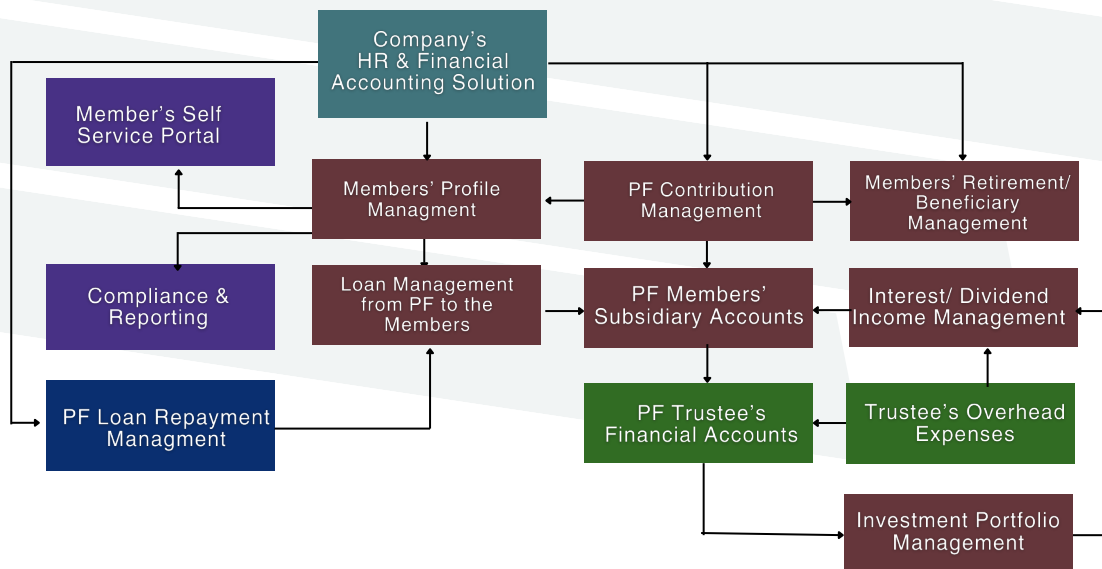 Company's
HR & Financial
Accounting Solution
Member's Self
Service Portal
Members' Profile
Managment
PF Contribution
Management
Members' Retirement/
Beneficiary
Management
Compliance &
Reporting
Loan Management
from PF to the
Members
PF Members'
Subsidiary Accounts
Interest/ Dividend
Income Management
PF Loan Repayment
Managment
PF Trustee's
Financial Accounts
Trustee's Overhead
Expenses
Investment Portfolio
Management